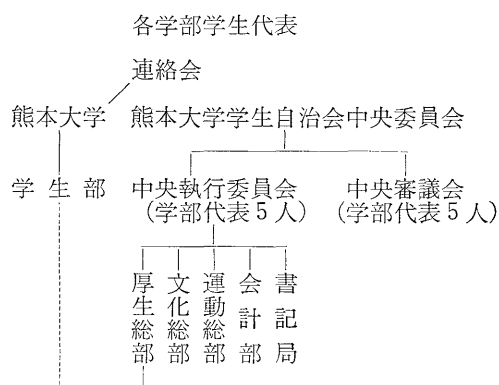 各学部学生代表
連絡会
熊本大学 熊本大学学生自治会中央委員会
学生部 中央執行委員会 中央審議会
(学部代表5人) (学部代表5人)
厚生総部
文化総部
運動総部
会計部
書記局